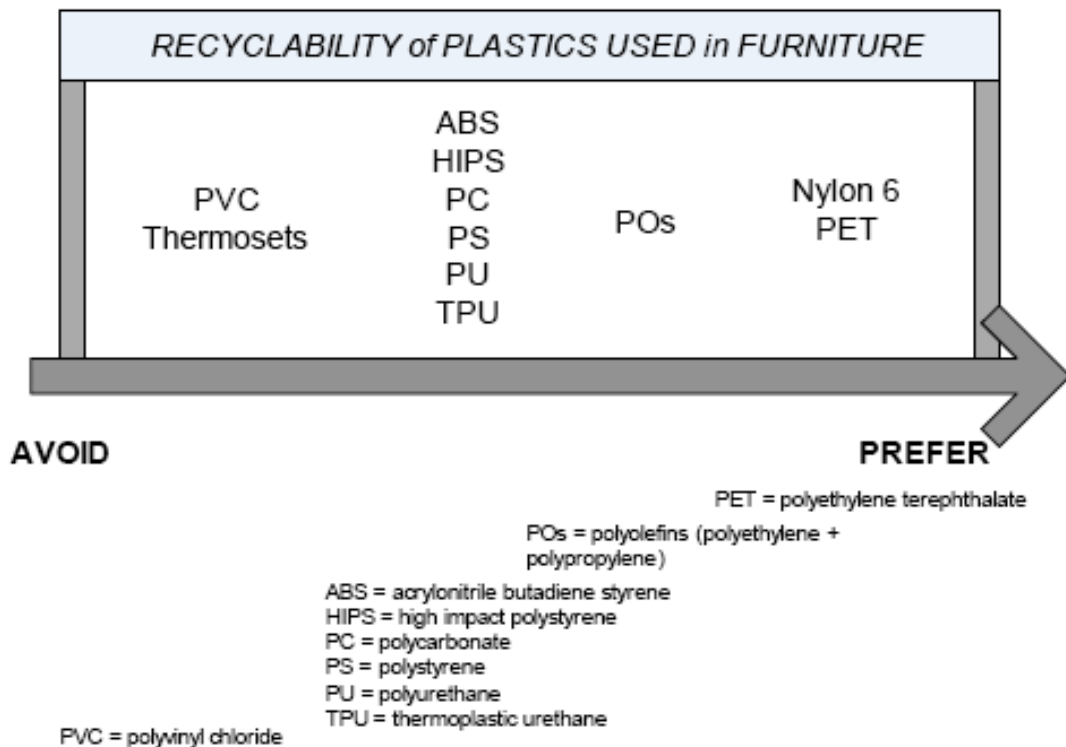 RECYCLABILITY of PLASTICS USED in FURNITURE
PVC
Thermosets
ABS
HIPS
PC
PS
PU
TPU
POs
Nylon 6
PET
AVOID
PREFER
PET = polyethylene terephthalate
POs = polyolefins (polyethylene +
polypropylene)
ABS = acrylonitrile butadiene styrene
HIPS = high impact polystyrene
PC = polycarbonate
PS = polystyrene
PU = polyurethane
TPU = thermoplastic urethane
PVC = polyvinyl chloride